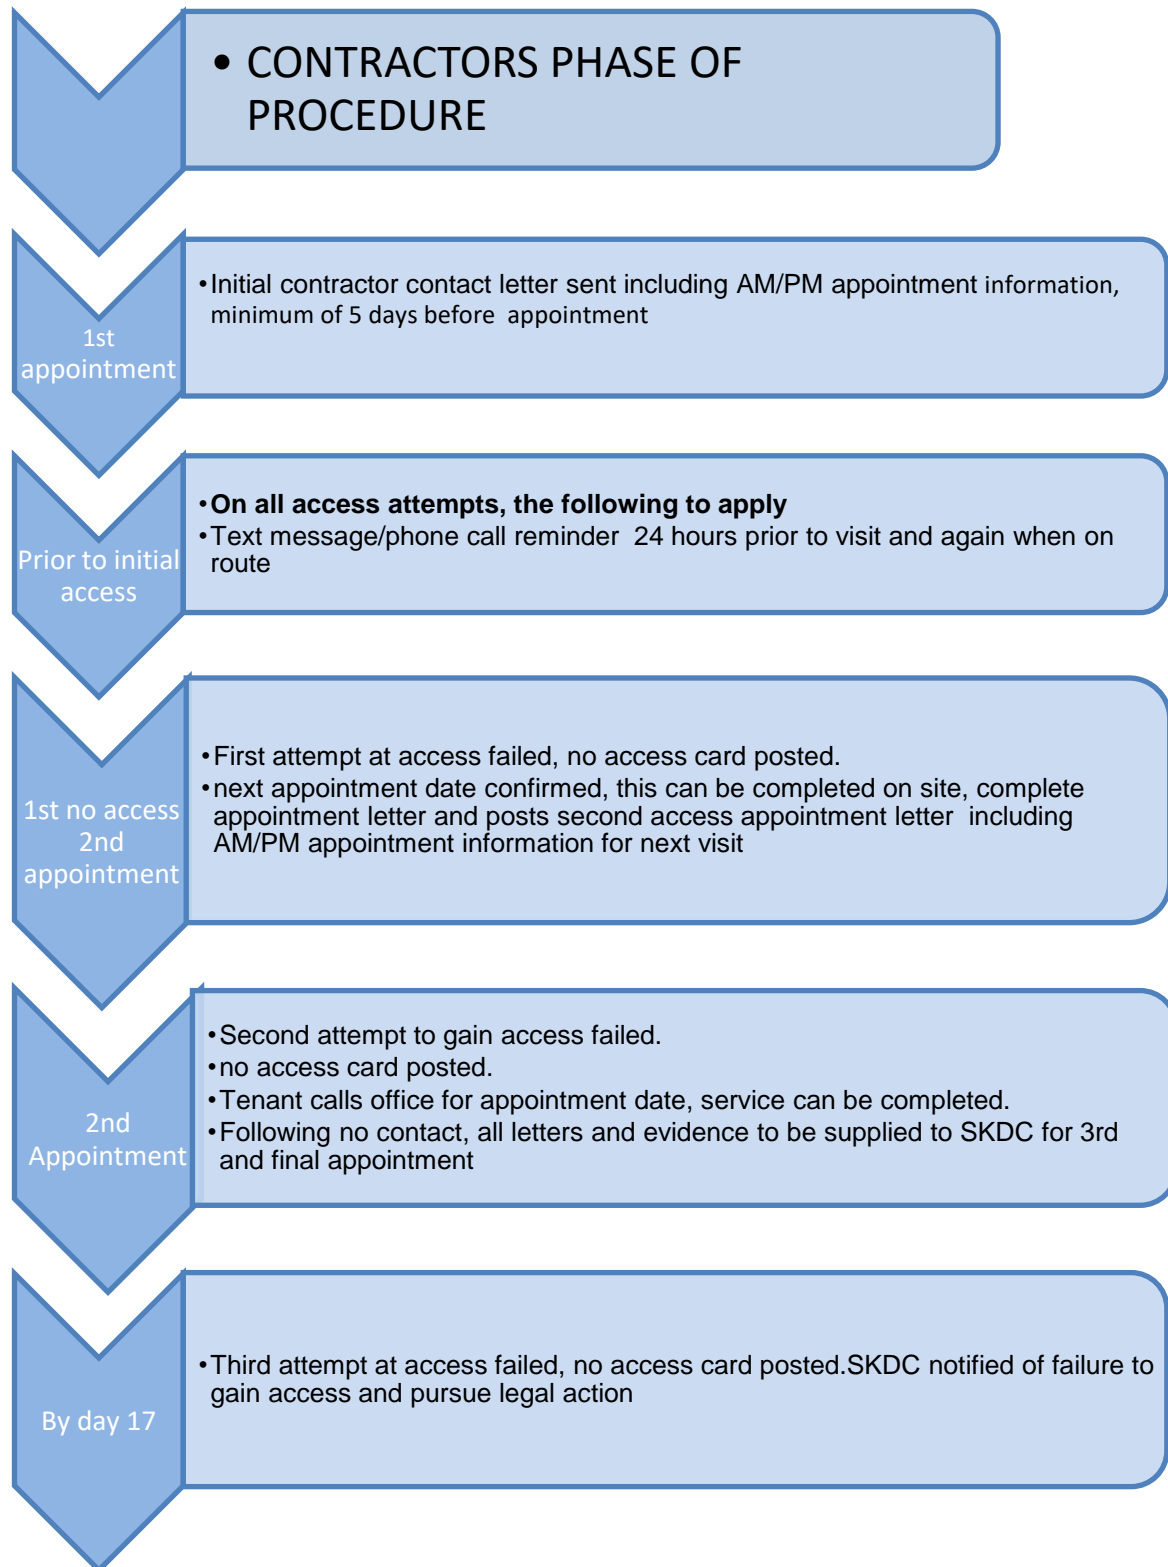 • CONTRACTORS PHASE OF
PROCEDURE
1st
appointment
•Initial contractor contact letter sent including AM/PM appointment information,
minimum of 5 days before  appointment
Prior to initial
access
•On all access attempts, the following to apply
•Text message/phone call reminder  24 hours prior to visit and again when on
route
1st no access
2nd
appointment
•First attempt at access failed, no access card posted.
•next appointment date confirmed, this can be completed on site, complete
appointment letter and posts second access appointment letter  including
AM/PM appointment information for next visit
2nd
Appointment
•Second attempt to gain access failed.
•no access card posted.
•Tenant calls office for appointment date, service can be completed.
•Following no contact, all letters and evidence to be supplied to SKDC for 3rd
and final appointment
By day 17
•Third attempt at access failed, no access card posted.SKDC notified of failure to
gain access and pursue legal action